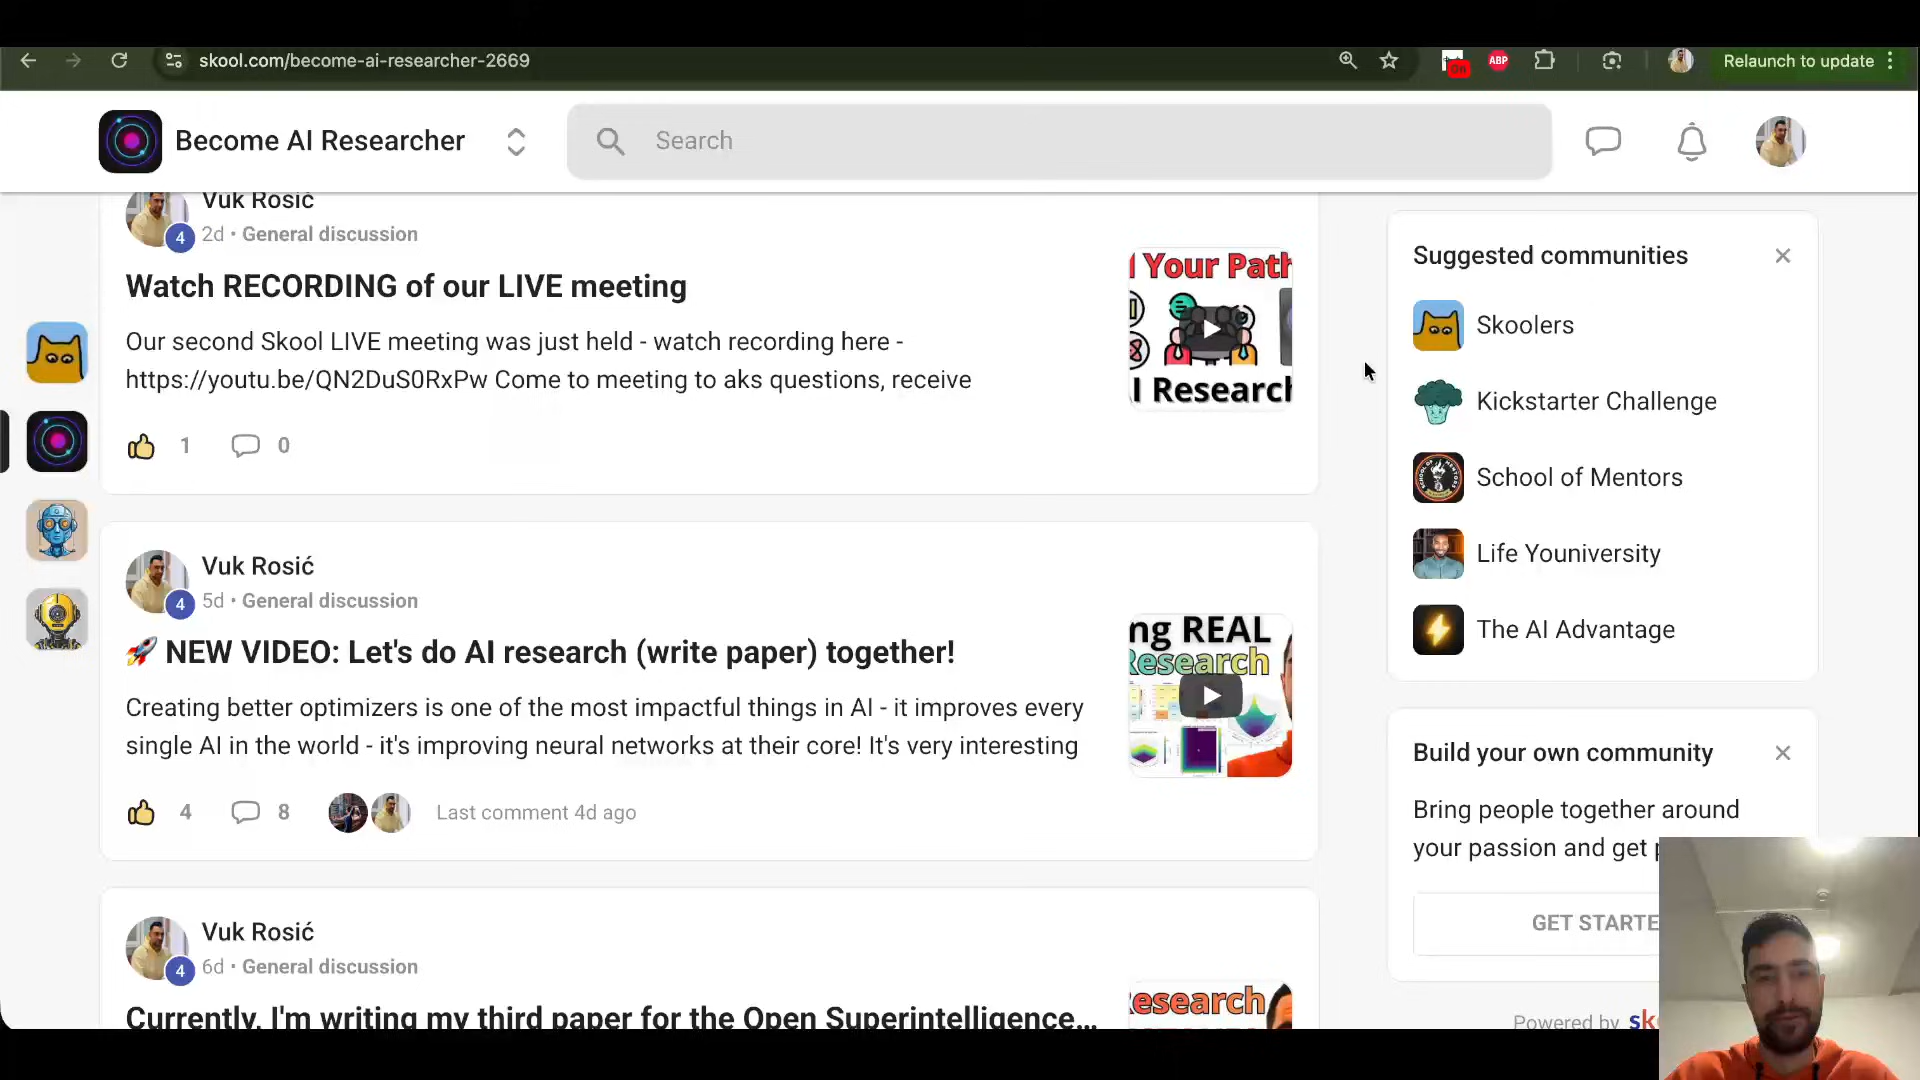 skool.com/become-ai-researcher-2669
On
ABP
Relaunch to update
Become AI Researcher
Search
Vuk Rosić
4
2d • General discussion
Watch RECORDING of our LIVE meeting
Our second Skool LIVE meeting was just held - watch recording here -
https://youtu.be/QN2DuS0RxPw Come to meeting to aks questions, receive
Your Path
I Research
1
0
Vuk Rosić
4
5d • General discussion
🚀 NEW VIDEO: Let's do AI research (write paper) together!
Creating better optimizers is one of the most impactful things in AI - it improves every
single AI in the world - it's improving neural networks at their core! It's very interesting
ng REAL
Research
4
8
Last comment 4d ago
Vuk Rosić
4
6d • General discussion
Currently, I'm writing my third paper for the Open Superintelligence...
esearch
Suggested communities
Skoolers
Kickstarter Challenge
School of Mentors
Life Youniversity
The AI Advantage
Build your own community
Bring people together around
your passion and get p
GET STARTE
Powered by sk